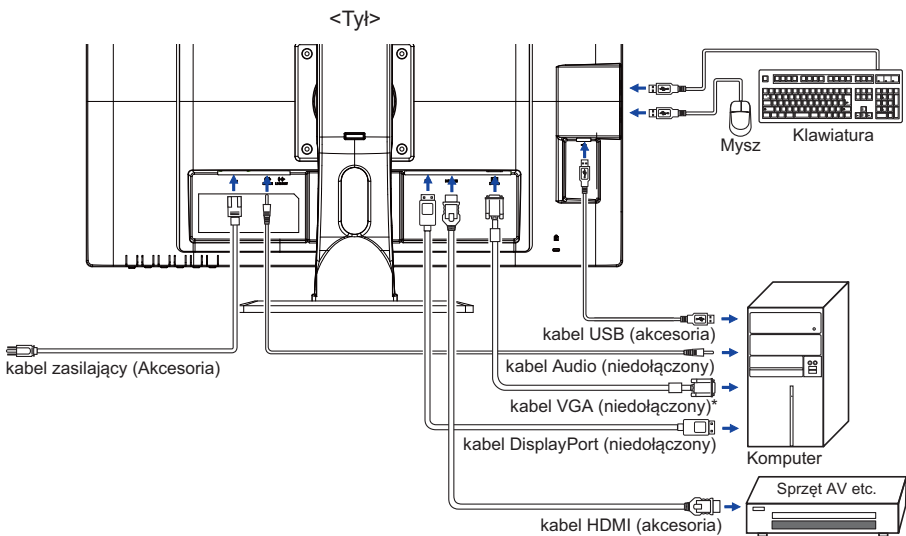 <Tył>
Mysz
Klawiatura
kabel USB (akcesoria)
kabel zasilający (Akcesoria)
kabel Audio (niedołączony)
kabel VGA (niedołączony)*
kabel DisplayPort (niedołączony)
Komputer
Sprzęt AV etc.
kabel HDMI (akcesoria)